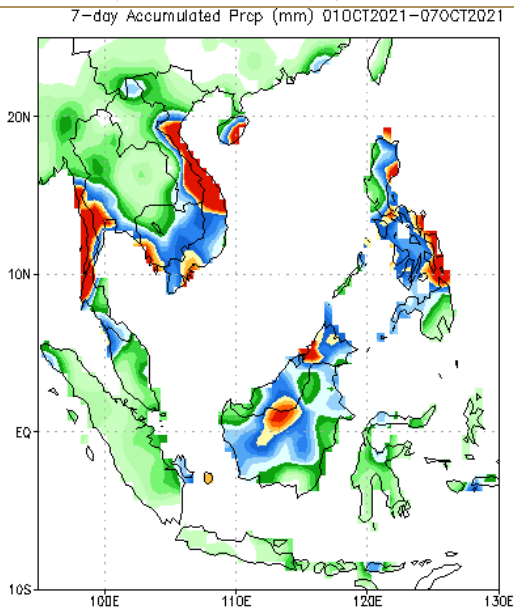 7-day Accumulated Prcp (mm) 01OCT2021-07OCT2021
20N
10N
EQ
10S
100E 110E 120E 130E